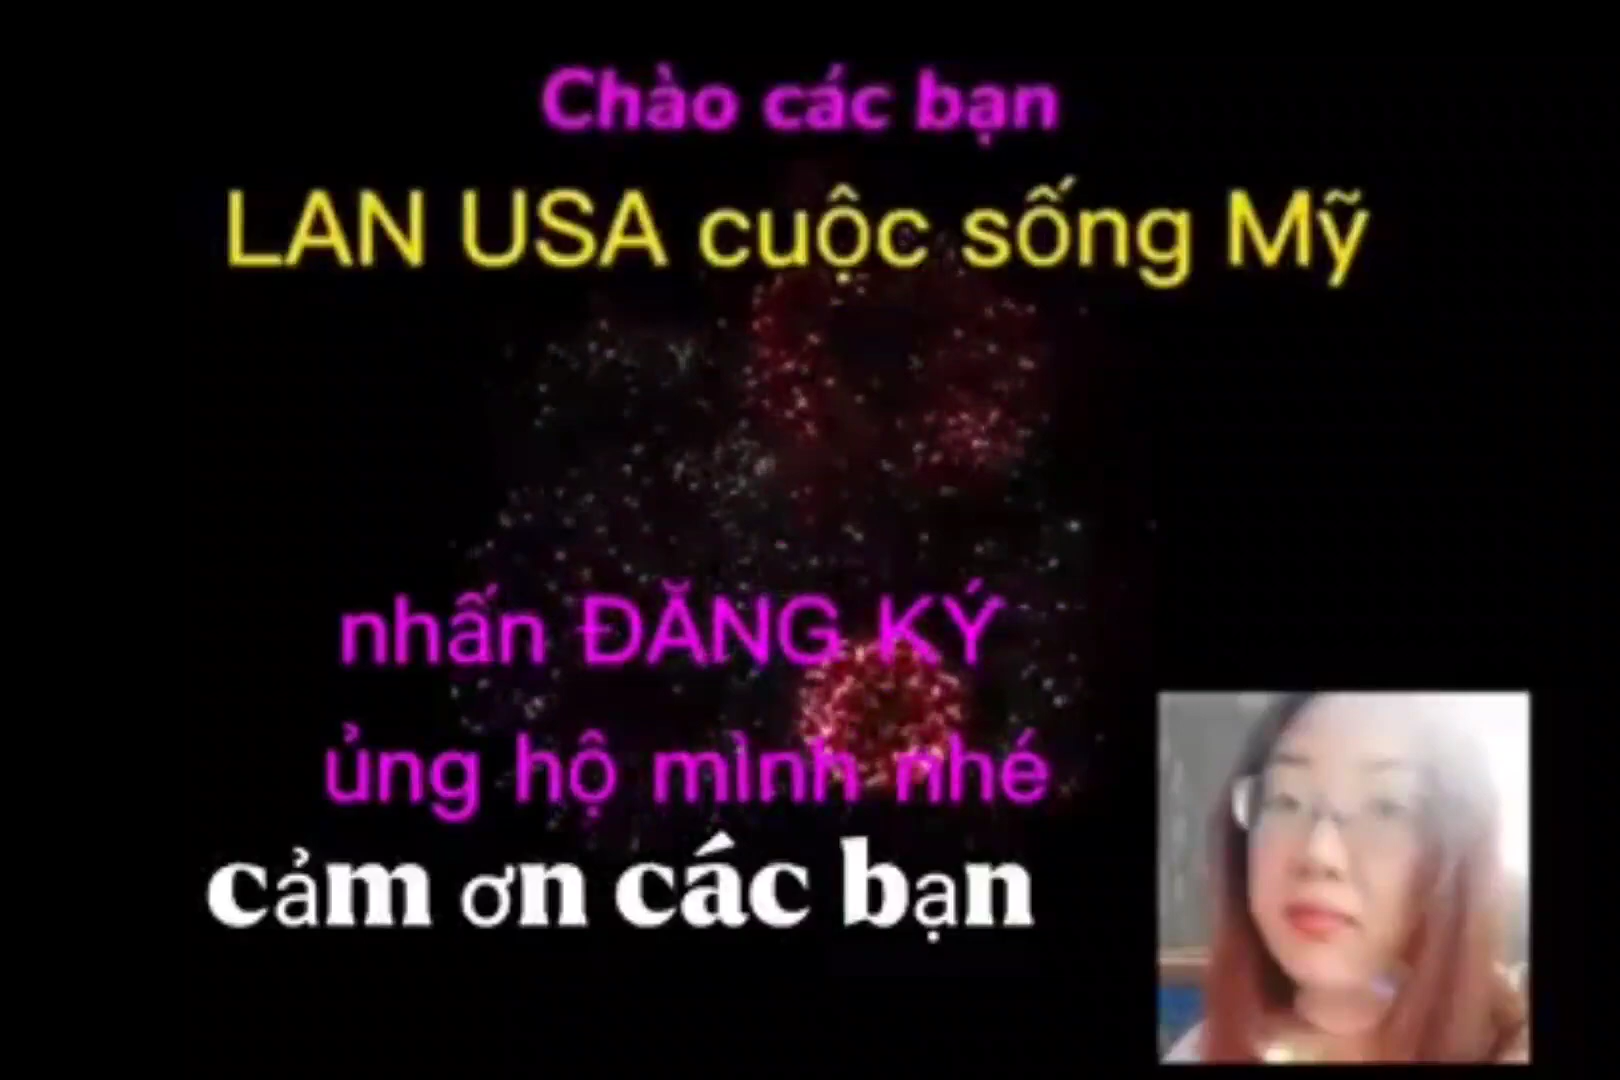 Chào các bạn
LAN USA cuộc sống Mỹ
nhấn ĐĂNG KÝ
ủng hộ mình nhé
cảm ơn các bạn